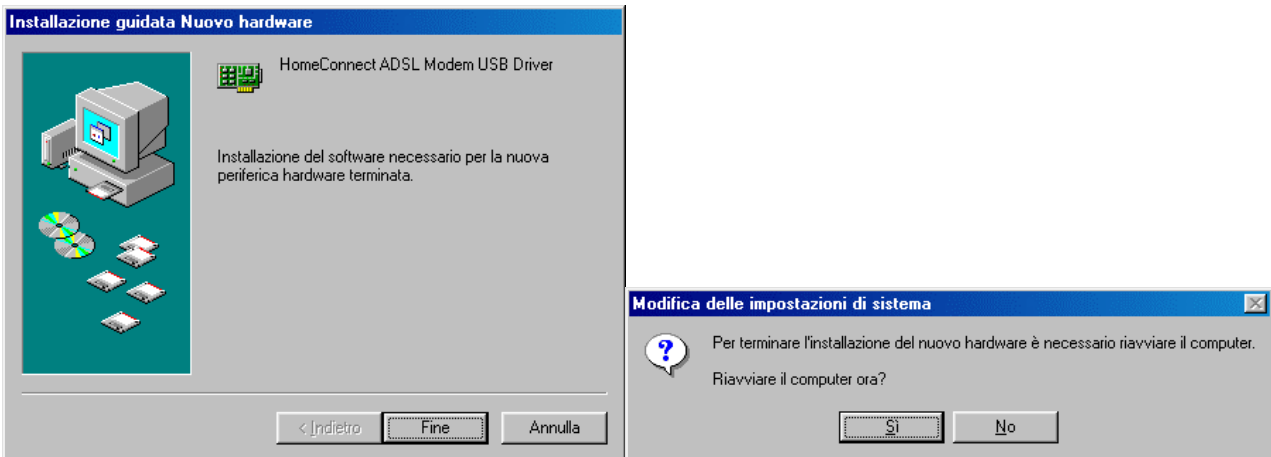 Installazione guidata Nuovo hardware
HomeConnect ADSL Modem USB Driver
Installazione del software necessario per la nuova
periferica hardware terminata.
< Indietro
Fine
Annulla
Modifica delle impostazioni di sistema
Per terminare l'installazione del nuovo hardware è necessario riavviare il computer.
Riavviare il computer ora?
Sì
No